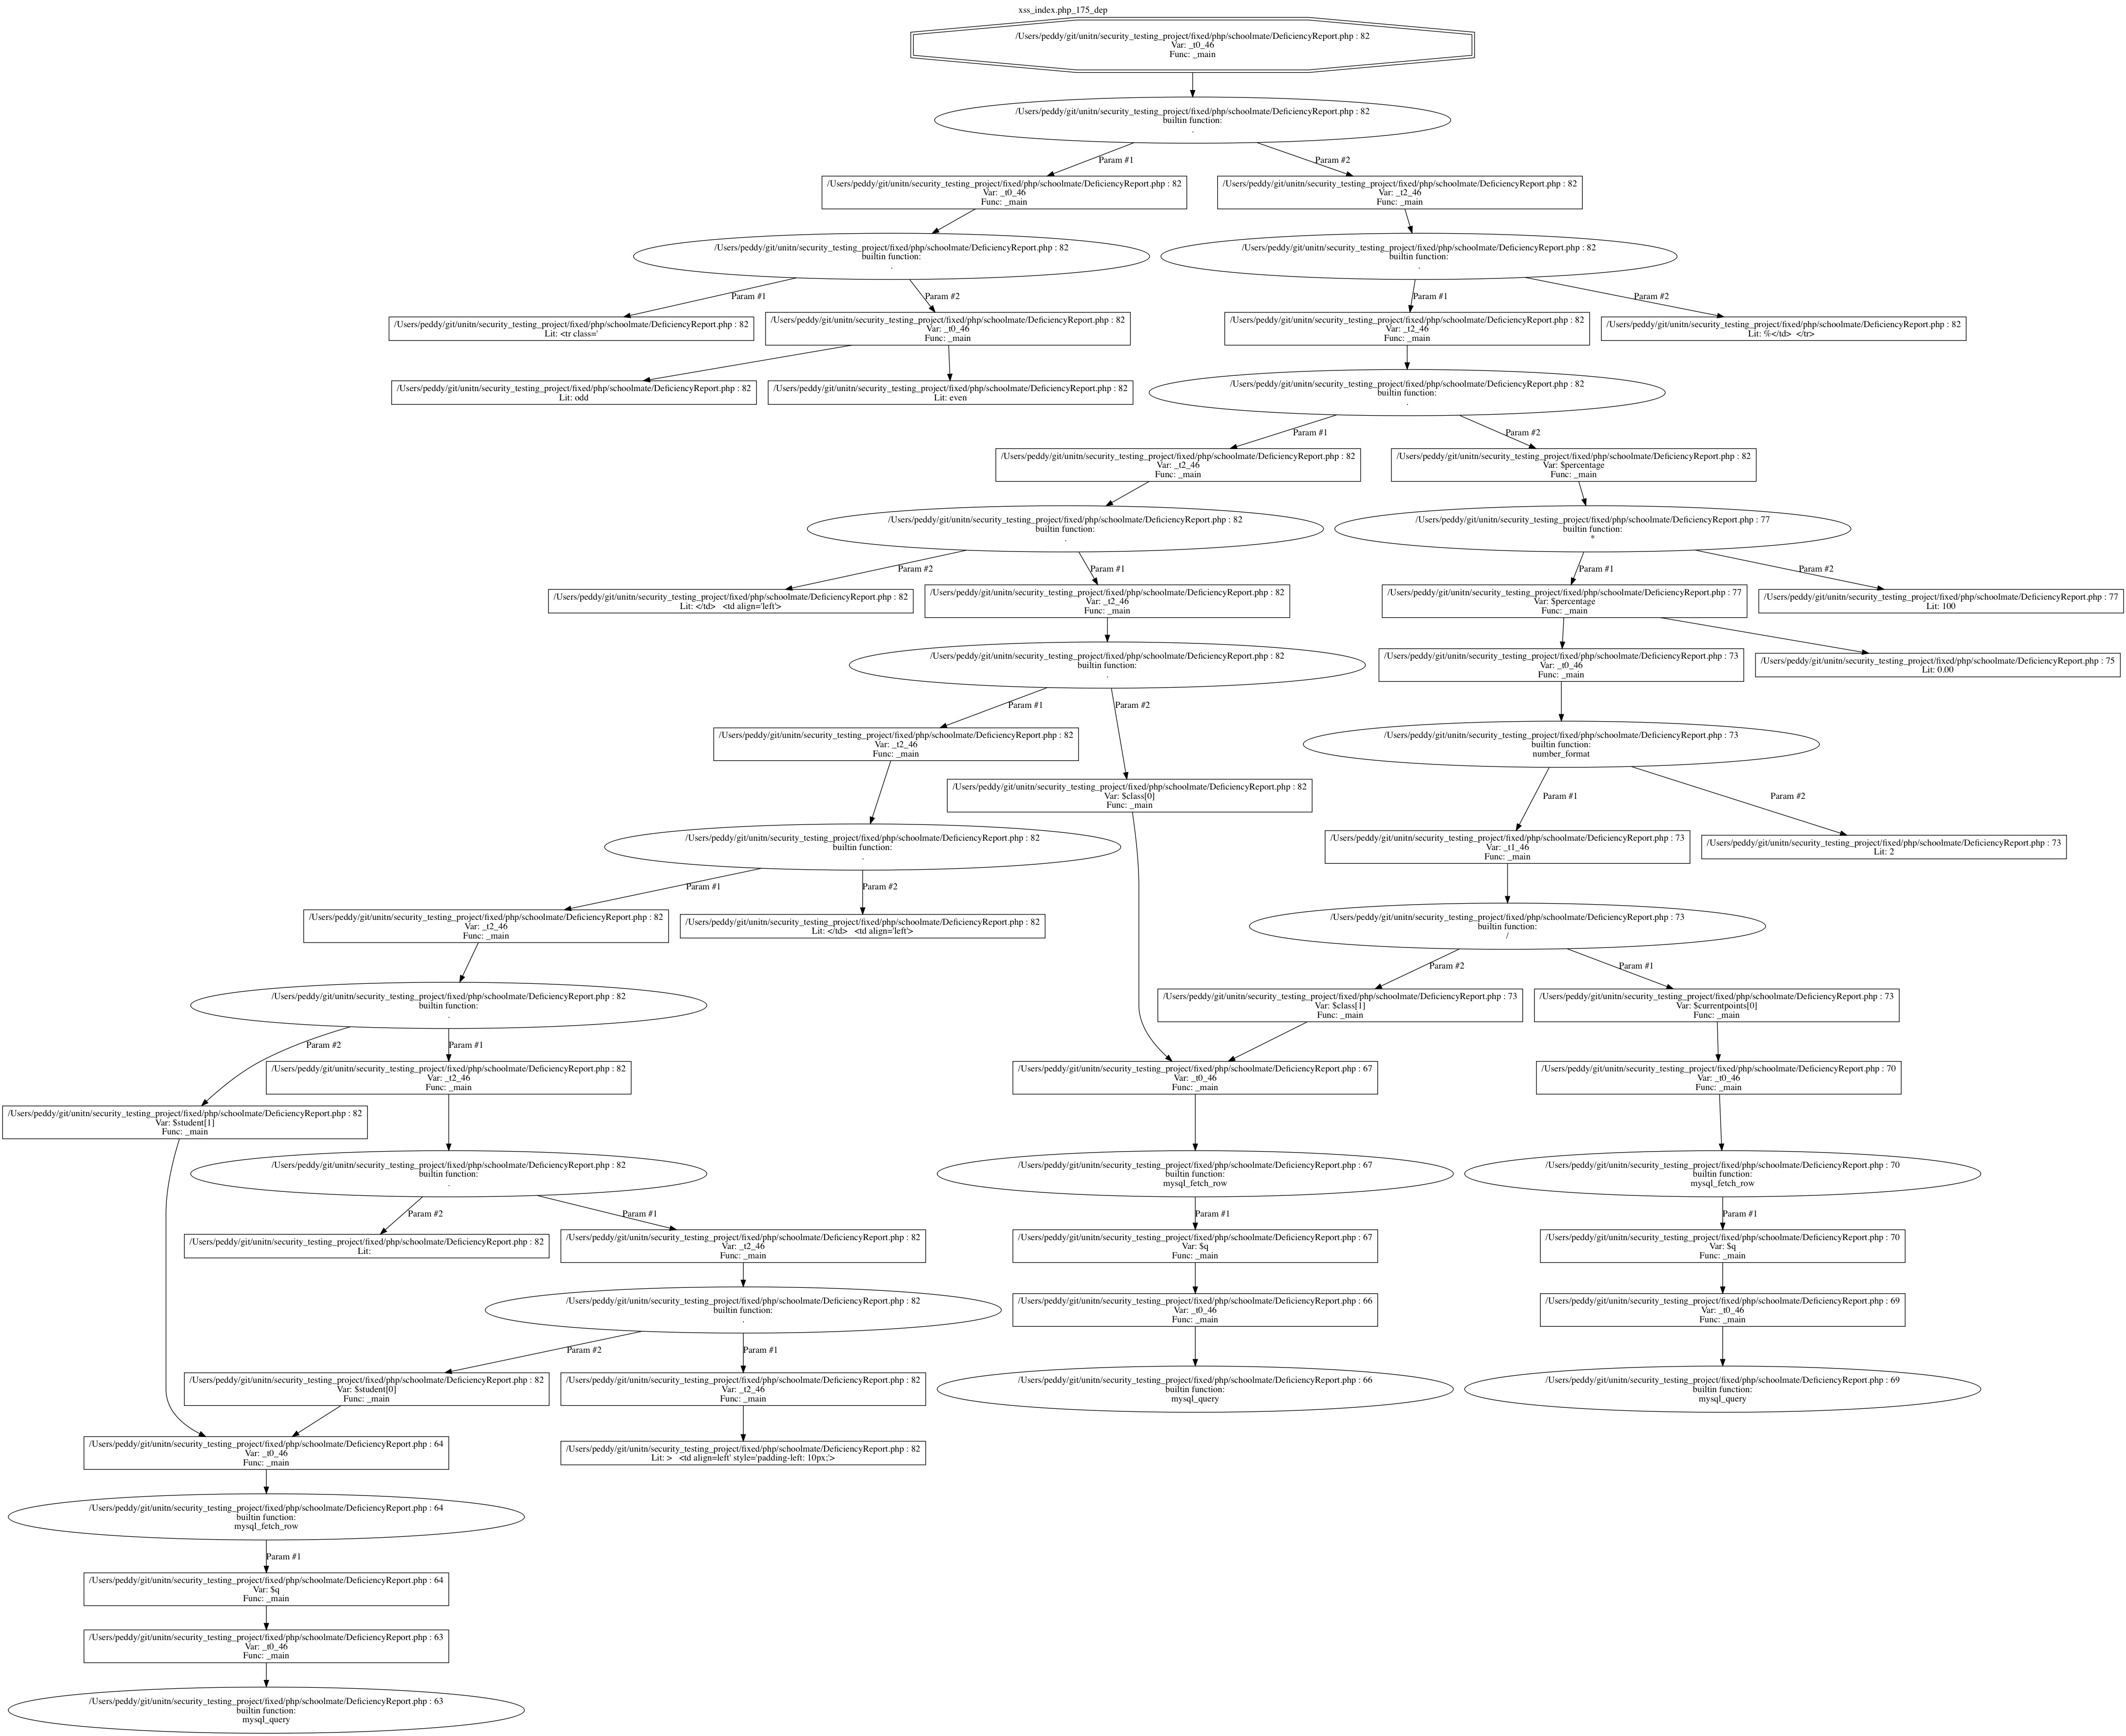 xss_index.php_175_dep
/Users/peddy/git/unitn/security_testing_project/fixed/php/schoolmate/DeficiencyReport.php : 82
Var: _t0_46
Func: _main
/Users/peddy/git/unitn/security_testing_project/fixed/php/schoolmate/DeficiencyReport.php : 82
builtin function:
.
Param #1
Param #2
/Users/peddy/git/unitn/security_testing_project/fixed/php/schoolmate/DeficiencyReport.php : 82
Var: _t0_46
Func: _main
/Users/peddy/git/unitn/security_testing_project/fixed/php/schoolmate/DeficiencyReport.php : 82
Var: _t2_46
Func: _main
/Users/peddy/git/unitn/security_testing_project/fixed/php/schoolmate/DeficiencyReport.php : 82
builtin function:
.
/Users/peddy/git/unitn/security_testing_project/fixed/php/schoolmate/DeficiencyReport.php : 82
builtin function:
.
Param #1
Param #2
Param #1
Param #2
/Users/peddy/git/unitn/security_testing_project/fixed/php/schoolmate/DeficiencyReport.php : 82
Lit: <tr class='
/Users/peddy/git/unitn/security_testing_project/fixed/php/schoolmate/DeficiencyReport.php : 82
Var: _t0_46
Func: _main
/Users/peddy/git/unitn/security_testing_project/fixed/php/schoolmate/DeficiencyReport.php : 82
Var: _t2_46
Func: _main
/Users/peddy/git/unitn/security_testing_project/fixed/php/schoolmate/DeficiencyReport.php : 82
Lit: %</td>  </tr>
/Users/peddy/git/unitn/security_testing_project/fixed/php/schoolmate/DeficiencyReport.php : 82
Lit: odd
/Users/peddy/git/unitn/security_testing_project/fixed/php/schoolmate/DeficiencyReport.php : 82
Lit: even
/Users/peddy/git/unitn/security_testing_project/fixed/php/schoolmate/DeficiencyReport.php : 82
builtin function:
.
Param #1
Param #2
/Users/peddy/git/unitn/security_testing_project/fixed/php/schoolmate/DeficiencyReport.php : 82
Var: _t2_46
Func: _main
/Users/peddy/git/unitn/security_testing_project/fixed/php/schoolmate/DeficiencyReport.php : 82
Var: $percentage
Func: _main
/Users/peddy/git/unitn/security_testing_project/fixed/php/schoolmate/DeficiencyReport.php : 82
builtin function:
.
/Users/peddy/git/unitn/security_testing_project/fixed/php/schoolmate/DeficiencyReport.php : 77
builtin function:
*
Param #2
Param #1
Param #1
Param #2
/Users/peddy/git/unitn/security_testing_project/fixed/php/schoolmate/DeficiencyReport.php : 82
Lit: </td>   <td align='left'>
/Users/peddy/git/unitn/security_testing_project/fixed/php/schoolmate/DeficiencyReport.php : 82
Var: _t2_46
Func: _main
/Users/peddy/git/unitn/security_testing_project/fixed/php/schoolmate/DeficiencyReport.php : 77
Var: $percentage
Func: _main
/Users/peddy/git/unitn/security_testing_project/fixed/php/schoolmate/DeficiencyReport.php : 77
Lit: 100
/Users/peddy/git/unitn/security_testing_project/fixed/php/schoolmate/DeficiencyReport.php : 82
builtin function:
.
/Users/peddy/git/unitn/security_testing_project/fixed/php/schoolmate/DeficiencyReport.php : 73
Var: _t0_46
Func: _main
/Users/peddy/git/unitn/security_testing_project/fixed/php/schoolmate/DeficiencyReport.php : 75
Lit: 0.00
Param #1
Param #2
/Users/peddy/git/unitn/security_testing_project/fixed/php/schoolmate/DeficiencyReport.php : 82
Var: _t2_46
Func: _main
/Users/peddy/git/unitn/security_testing_project/fixed/php/schoolmate/DeficiencyReport.php : 73
builtin function:
number_format
/Users/peddy/git/unitn/security_testing_project/fixed/php/schoolmate/DeficiencyReport.php : 82
Var: $class[0]
Func: _main
Param #1
Param #2
/Users/peddy/git/unitn/security_testing_project/fixed/php/schoolmate/DeficiencyReport.php : 82
builtin function:
.
/Users/peddy/git/unitn/security_testing_project/fixed/php/schoolmate/DeficiencyReport.php : 73
Var: _t1_46
Func: _main
/Users/peddy/git/unitn/security_testing_project/fixed/php/schoolmate/DeficiencyReport.php : 73
Lit: 2
Param #1
Param #2
/Users/peddy/git/unitn/security_testing_project/fixed/php/schoolmate/DeficiencyReport.php : 82
Var: _t2_46
Func: _main
/Users/peddy/git/unitn/security_testing_project/fixed/php/schoolmate/DeficiencyReport.php : 82
Lit: </td>   <td align='left'>
/Users/peddy/git/unitn/security_testing_project/fixed/php/schoolmate/DeficiencyReport.php : 73
builtin function:
/
Param #2
Param #1
/Users/peddy/git/unitn/security_testing_project/fixed/php/schoolmate/DeficiencyReport.php : 82
builtin function:
.
/Users/peddy/git/unitn/security_testing_project/fixed/php/schoolmate/DeficiencyReport.php : 73
Var: $class[1]
Func: _main
/Users/peddy/git/unitn/security_testing_project/fixed/php/schoolmate/DeficiencyReport.php : 73
Var: $currentpoints[0]
Func: _main
Param #2
Param #1
/Users/peddy/git/unitn/security_testing_project/fixed/php/schoolmate/DeficiencyReport.php : 82
Var: _t2_46
Func: _main
/Users/peddy/git/unitn/security_testing_project/fixed/php/schoolmate/DeficiencyReport.php : 67
Var: _t0_46
Func: _main
/Users/peddy/git/unitn/security_testing_project/fixed/php/schoolmate/DeficiencyReport.php : 70
Var: _t0_46
Func: _main
/Users/peddy/git/unitn/security_testing_project/fixed/php/schoolmate/DeficiencyReport.php : 82
Var: $student[1]
Func: _main
/Users/peddy/git/unitn/security_testing_project/fixed/php/schoolmate/DeficiencyReport.php : 82
builtin function:
.
/Users/peddy/git/unitn/security_testing_project/fixed/php/schoolmate/DeficiencyReport.php : 67
builtin function:
mysql_fetch_row
/Users/peddy/git/unitn/security_testing_project/fixed/php/schoolmate/DeficiencyReport.php : 70
builtin function:
mysql_fetch_row
Param #2
Param #1
Param #1
Param #1
/Users/peddy/git/unitn/security_testing_project/fixed/php/schoolmate/DeficiencyReport.php : 82
Lit:
/Users/peddy/git/unitn/security_testing_project/fixed/php/schoolmate/DeficiencyReport.php : 82
Var: _t2_46
Func: _main
/Users/peddy/git/unitn/security_testing_project/fixed/php/schoolmate/DeficiencyReport.php : 67
Var: $q
Func: _main
/Users/peddy/git/unitn/security_testing_project/fixed/php/schoolmate/DeficiencyReport.php : 70
Var: $q
Func: _main
/Users/peddy/git/unitn/security_testing_project/fixed/php/schoolmate/DeficiencyReport.php : 82
builtin function:
.
/Users/peddy/git/unitn/security_testing_project/fixed/php/schoolmate/DeficiencyReport.php : 66
Var: _t0_46
Func: _main
/Users/peddy/git/unitn/security_testing_project/fixed/php/schoolmate/DeficiencyReport.php : 69
Var: _t0_46
Func: _main
Param #2
Param #1
/Users/peddy/git/unitn/security_testing_project/fixed/php/schoolmate/DeficiencyReport.php : 82
Var: $student[0]
Func: _main
/Users/peddy/git/unitn/security_testing_project/fixed/php/schoolmate/DeficiencyReport.php : 82
Var: _t2_46
Func: _main
/Users/peddy/git/unitn/security_testing_project/fixed/php/schoolmate/DeficiencyReport.php : 66
builtin function:
mysql_query
/Users/peddy/git/unitn/security_testing_project/fixed/php/schoolmate/DeficiencyReport.php : 69
builtin function:
mysql_query
/Users/peddy/git/unitn/security_testing_project/fixed/php/schoolmate/DeficiencyReport.php : 64
Var: _t0_46
Func: _main
/Users/peddy/git/unitn/security_testing_project/fixed/php/schoolmate/DeficiencyReport.php : 82
Lit: >   <td align=left' style='padding-left: 10px;'>
/Users/peddy/git/unitn/security_testing_project/fixed/php/schoolmate/DeficiencyReport.php : 64
builtin function:
mysql_fetch_row
Param #1
/Users/peddy/git/unitn/security_testing_project/fixed/php/schoolmate/DeficiencyReport.php : 64
Var: $q
Func: _main
/Users/peddy/git/unitn/security_testing_project/fixed/php/schoolmate/DeficiencyReport.php : 63
Var: _t0_46
Func: _main
/Users/peddy/git/unitn/security_testing_project/fixed/php/schoolmate/DeficiencyReport.php : 63
builtin function:
mysql_query